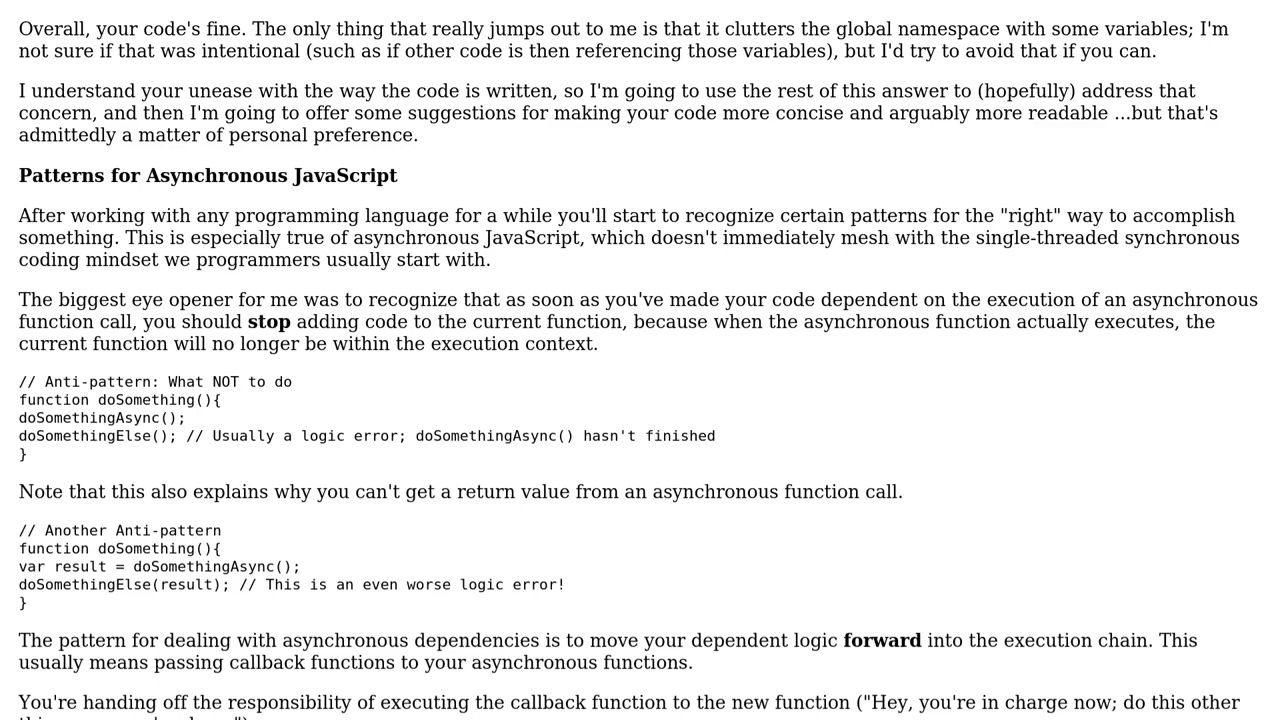 Overall, your code's fine. The only thing that really jumps out to me is that it clutters the global namespace with some variables; I'm
not sure if that was intentional (such as if other code is then referencing those variables), but I'd try to avoid that if you can.
I understand your unease with the way the code is written, so I'm going to use the rest of this answer to (hopefully) address that
concern, and then I'm going to offer some suggestions for making your code more concise and arguably more readable ...but that's
admittedly a matter of personal preference.
Patterns for Asynchronous JavaScript
After working with any programming language for a while you'll start to recognize certain patterns for the "right" way to accomplish
something. This is especially true of asynchronous JavaScript, which doesn't immediately mesh with the single-threaded synchronous
coding mindset we programmers usually start with.
The biggest eye opener for me was to recognize that as soon as you've made your code dependent on the execution of an asynchronous
function call, you should stop adding code to the current function, because when the asynchronous function actually executes, the
current function will no longer be within the execution context.
// Anti-pattern: What NOT to do
function doSomething(){
doSomethingAsync();
doSomethingElse(); // Usually a logic error; doSomethingAsync() hasn't finished
}
Note that this also explains why you can't get a return value from an asynchronous function call.
// Another Anti-pattern
function doSomething(){
var result = doSomethingAsync();
doSomethingElse(result); // This is an even worse logic error!
}
The pattern for dealing with asynchronous dependencies is to move your dependent logic forward into the execution chain. This
usually means passing callback functions to your asynchronous functions.
You're handing off the responsibility of executing the callback function to the new function ("Hey, you're in charge now; do this other